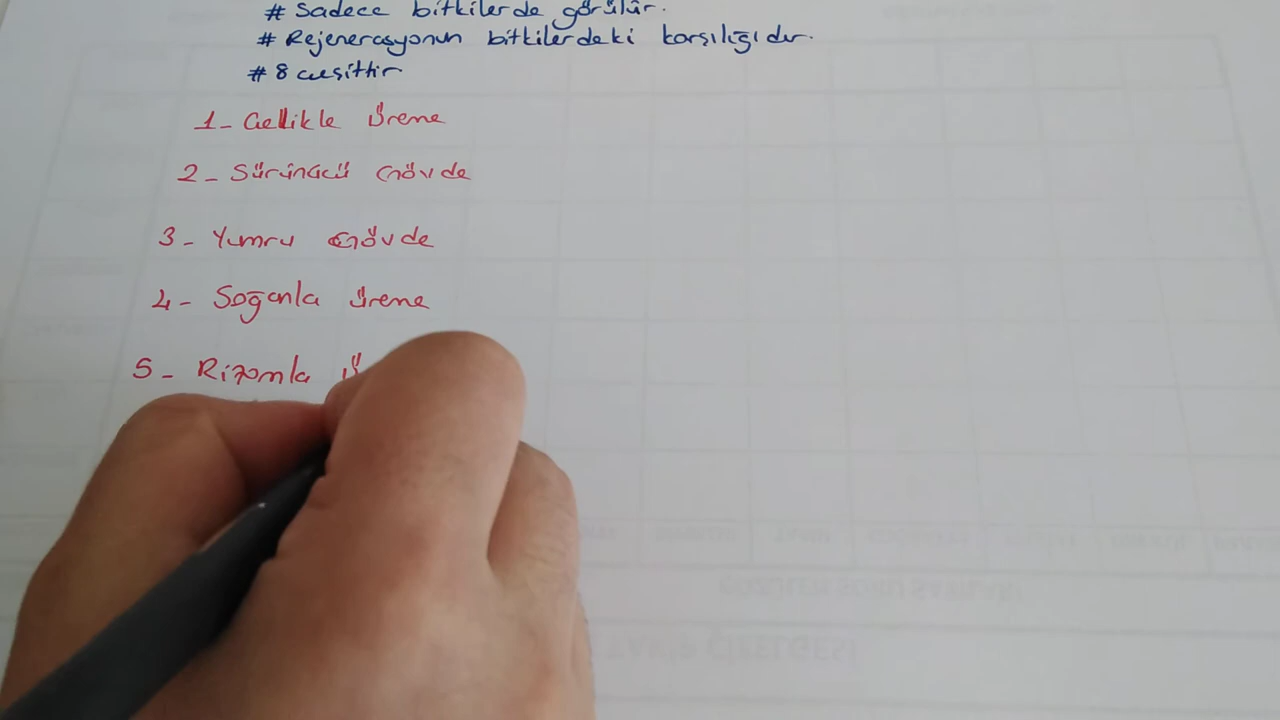 # Sadece bitkilerde görülür.
# Rejenerasyonun bitkilerdeki karşılığıdır.
# 8 çeşittir
1- Çelikle Üreme
2- Sürünücü Gövde
3- Yumru Gövde
4- Soğanla Üreme
5- Rizomla Ü